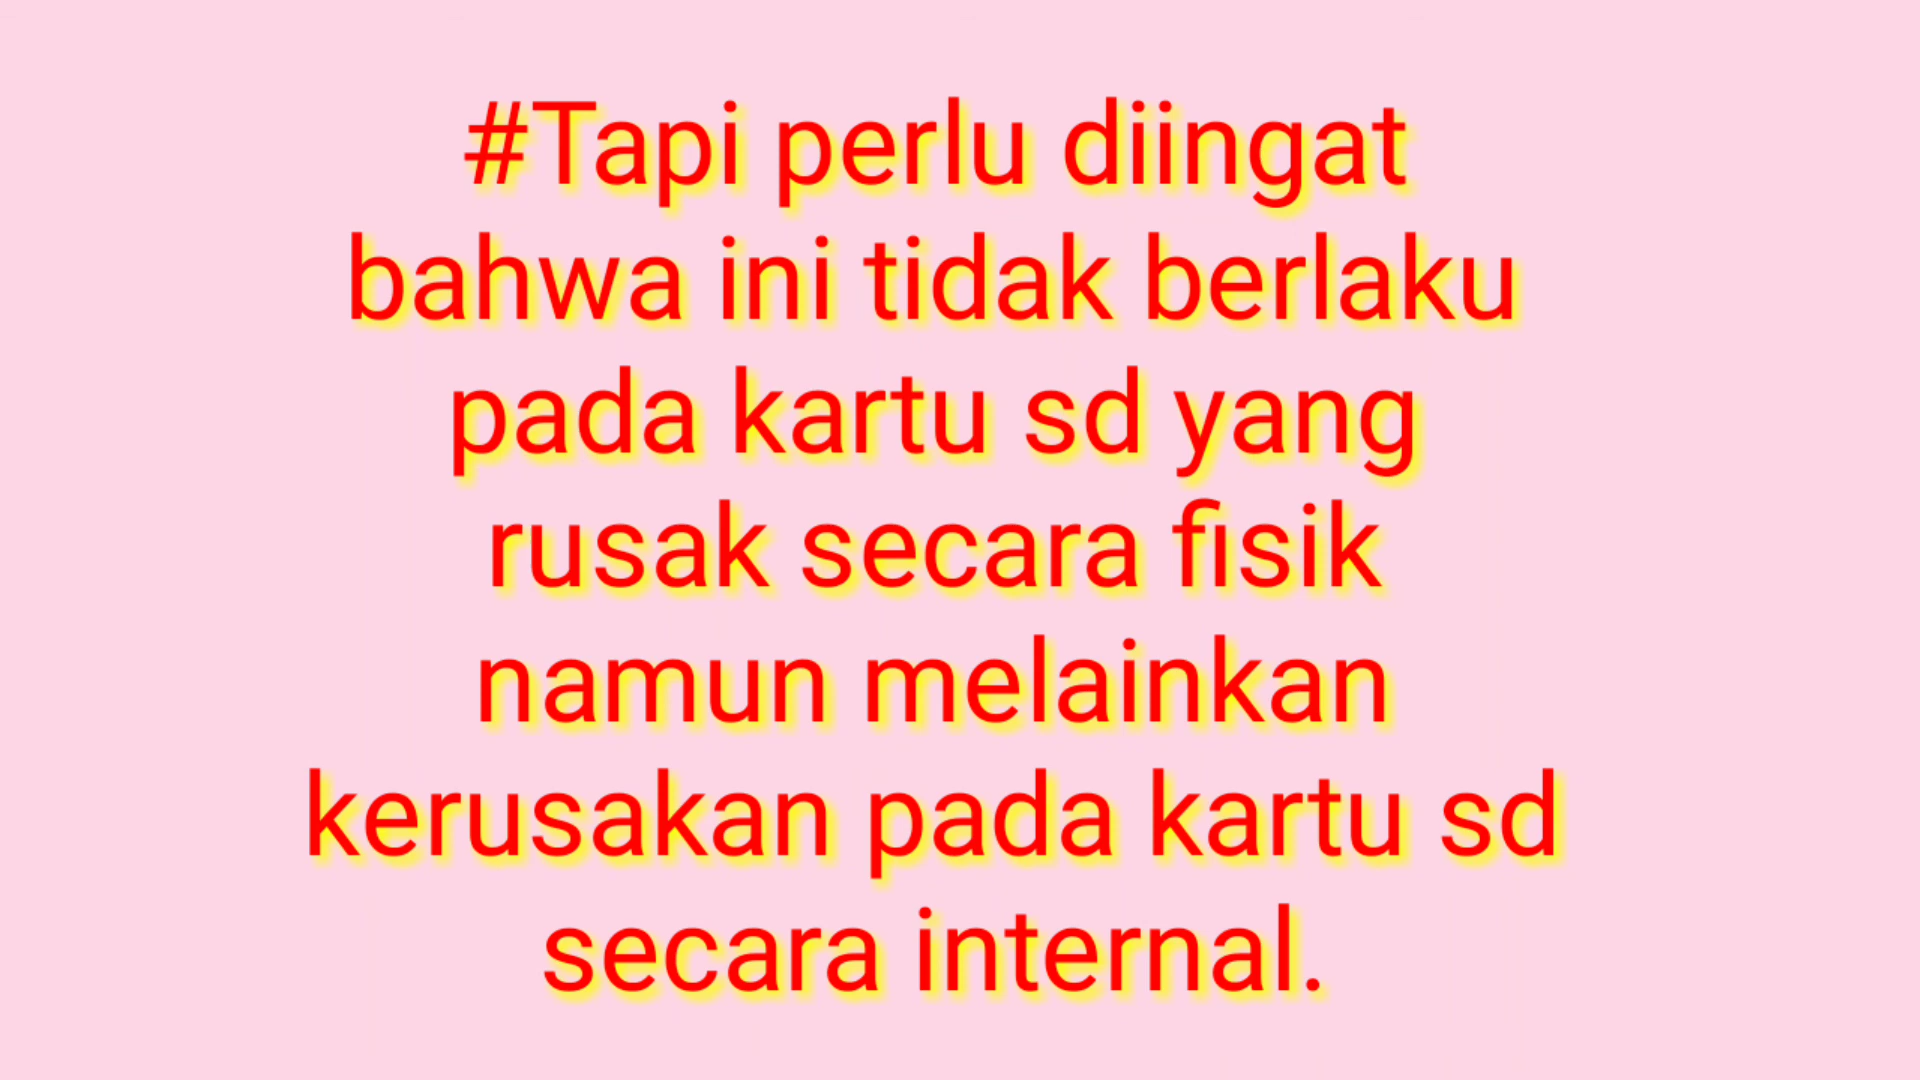 #Tapi perlu diingat
bahwa ini tidak berlaku
pada kartu sd yang
rusak secara fisik
namun melainkan
kerusakan pada kartu sd
secara internal.